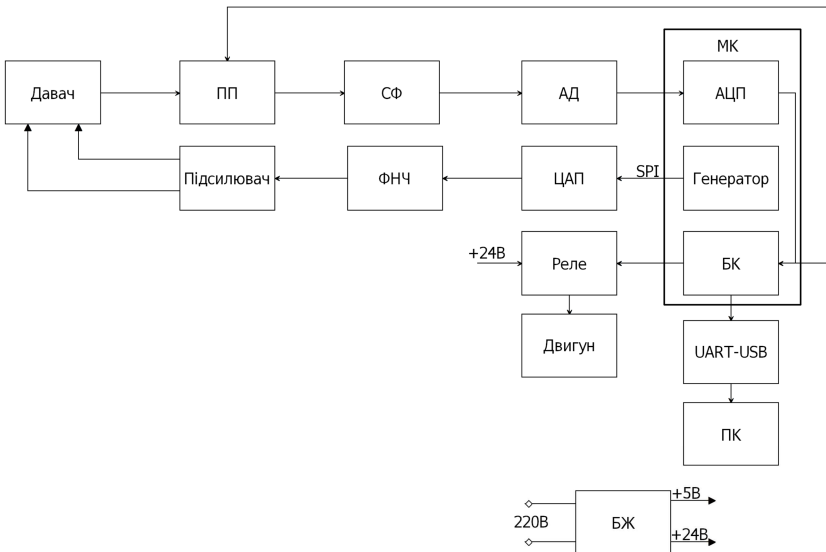 МК
Давач
ПП
СФ
АД
АЦП
Підсилювач
ФНЧ
ЦАП
SPI
Генератор
+24В
Реле
БК
Двигун
UART-USB
ПК
220В
БЖ
+5В
+24В